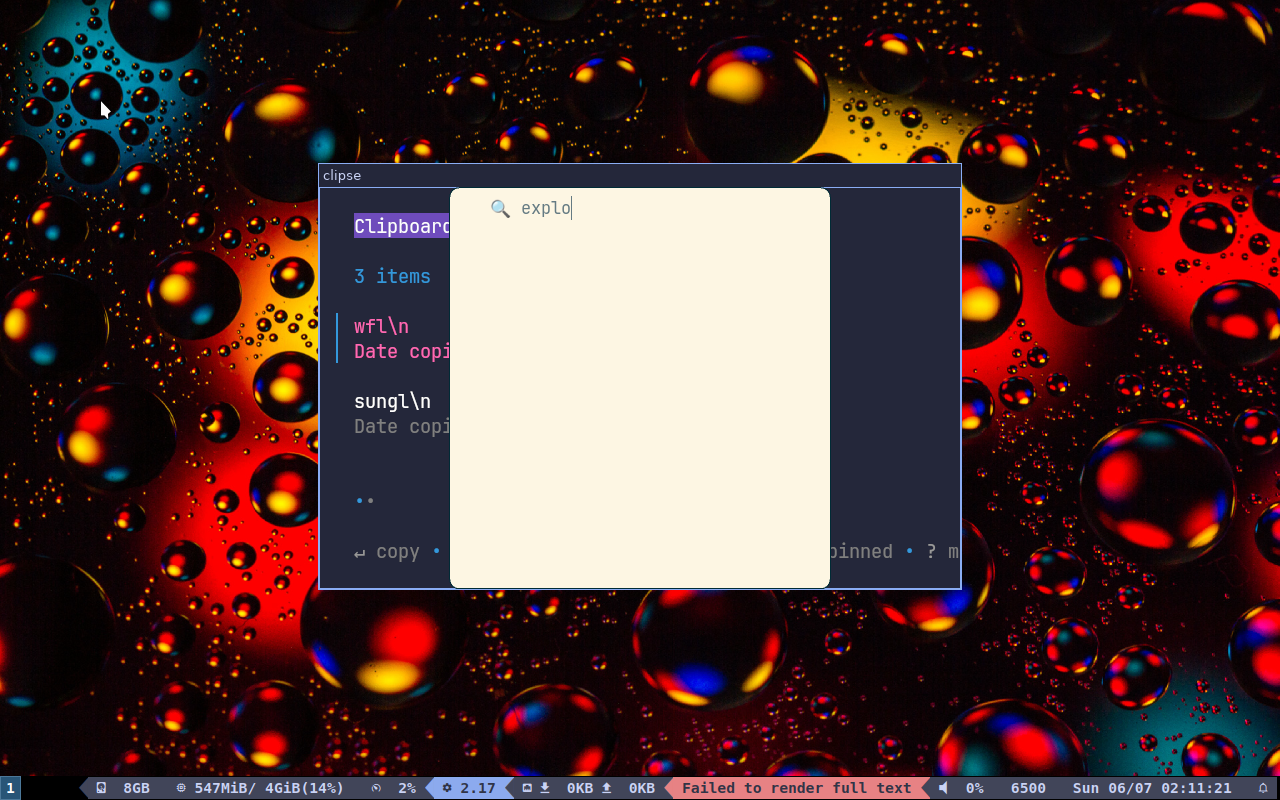 clipse
explo
Clipboard
3 items
wfl\n
Date copi
sungl\n
Date copi
↵ copy •
pinned • ? m
1
8GB
547MiB/ 4GiB(14%)
2%
2.17
0KB
0KB
Failed to render full text
0%
6500
Sun 06/07 02:11:21